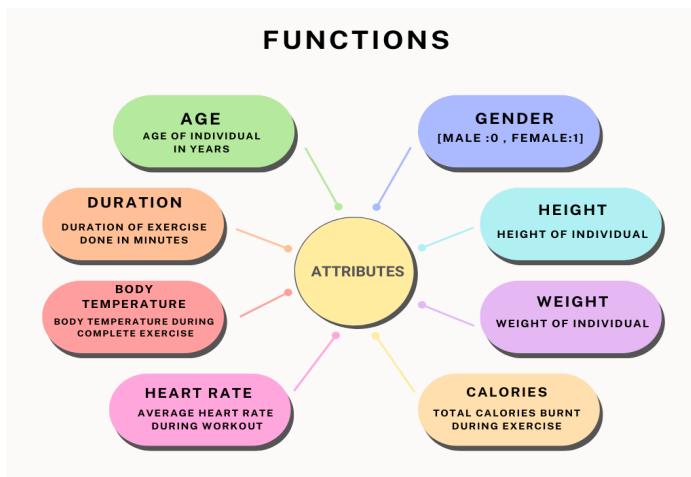 FUNCTIONS
AGE
AGE OF INDIVIDUAL
IN YEARS
GENDER
[MALE :0 , FEMALE:1]
DURATION
DURATION OF EXERCISE
DONE IN MINUTES
HEIGHT
HEIGHT OF INDIVIDUAL
ATTRIBUTES
BODY
TEMPERATURE
BODY TEMPERATURE DURING
COMPLETE EXERCISE
WEIGHT
WEIGHT OF INDIVIDUAL
HEART RATE
AVERAGE HEART RATE
DURING WORKOUT
CALORIES
TOTAL CALORIES BURNT
DURING EXERCISE